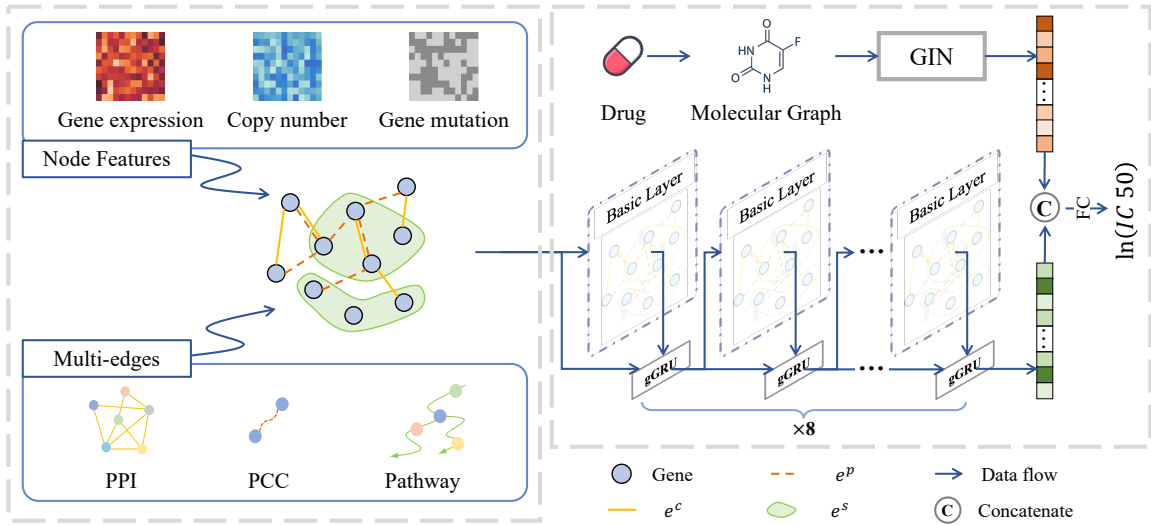 Gene expression
Copy number
Gene mutation
Node Features
Multi-edges
PPI
PCC
Pathway
Drug
Molecular Graph
GIN
O
F
HN
O
N
H
Basic Layer
Basic Layer
Basic Layer
...
gGRU
gGRU
...
gGRU
×8
C
FC
ln(IC 50)
Gene
e^p
Data flow
e^c
e^s
C Concatenate